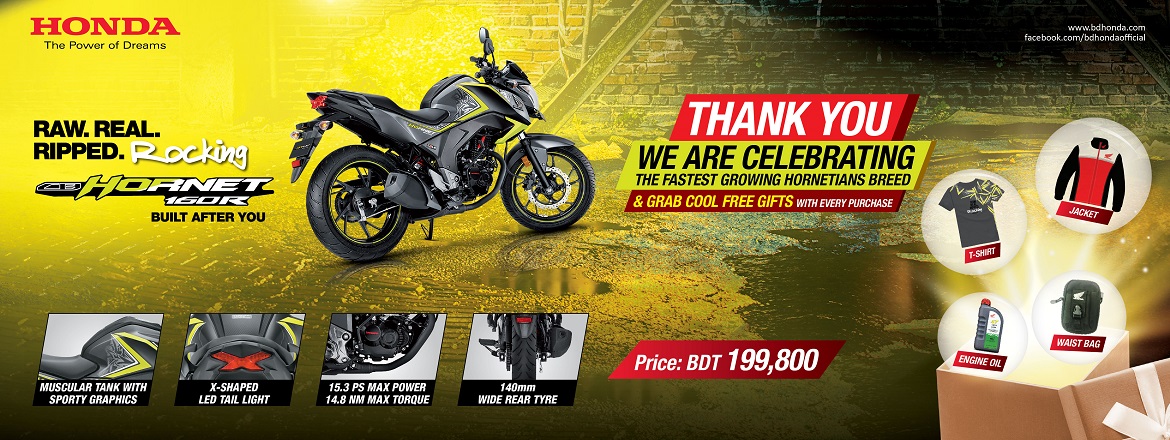 HONDA
The Power of Dreams
www.bdhonda.com
facebook.com/bdhondaofficial
RAW. REAL.
RIPPED. Rocking
CB HORNET
160R
BUILT AFTER YOU
THANK YOU
WE ARE CELEBRATING
THE FASTEST GROWING HORNETIANS BREED
& GRAB COOL FREE GIFTS WITH EVERY PURCHASE
JACKET
T-SHIRT
ENGINE OIL
WAIST BAG
Price: BDT 199,800
MUSCULAR TANK WITH
SPORTY GRAPHICS
X-SHAPED
LED TAIL LIGHT
15.3 PS MAX POWER
14.8 NM MAX TORQUE
140mm
WIDE REAR TYRE